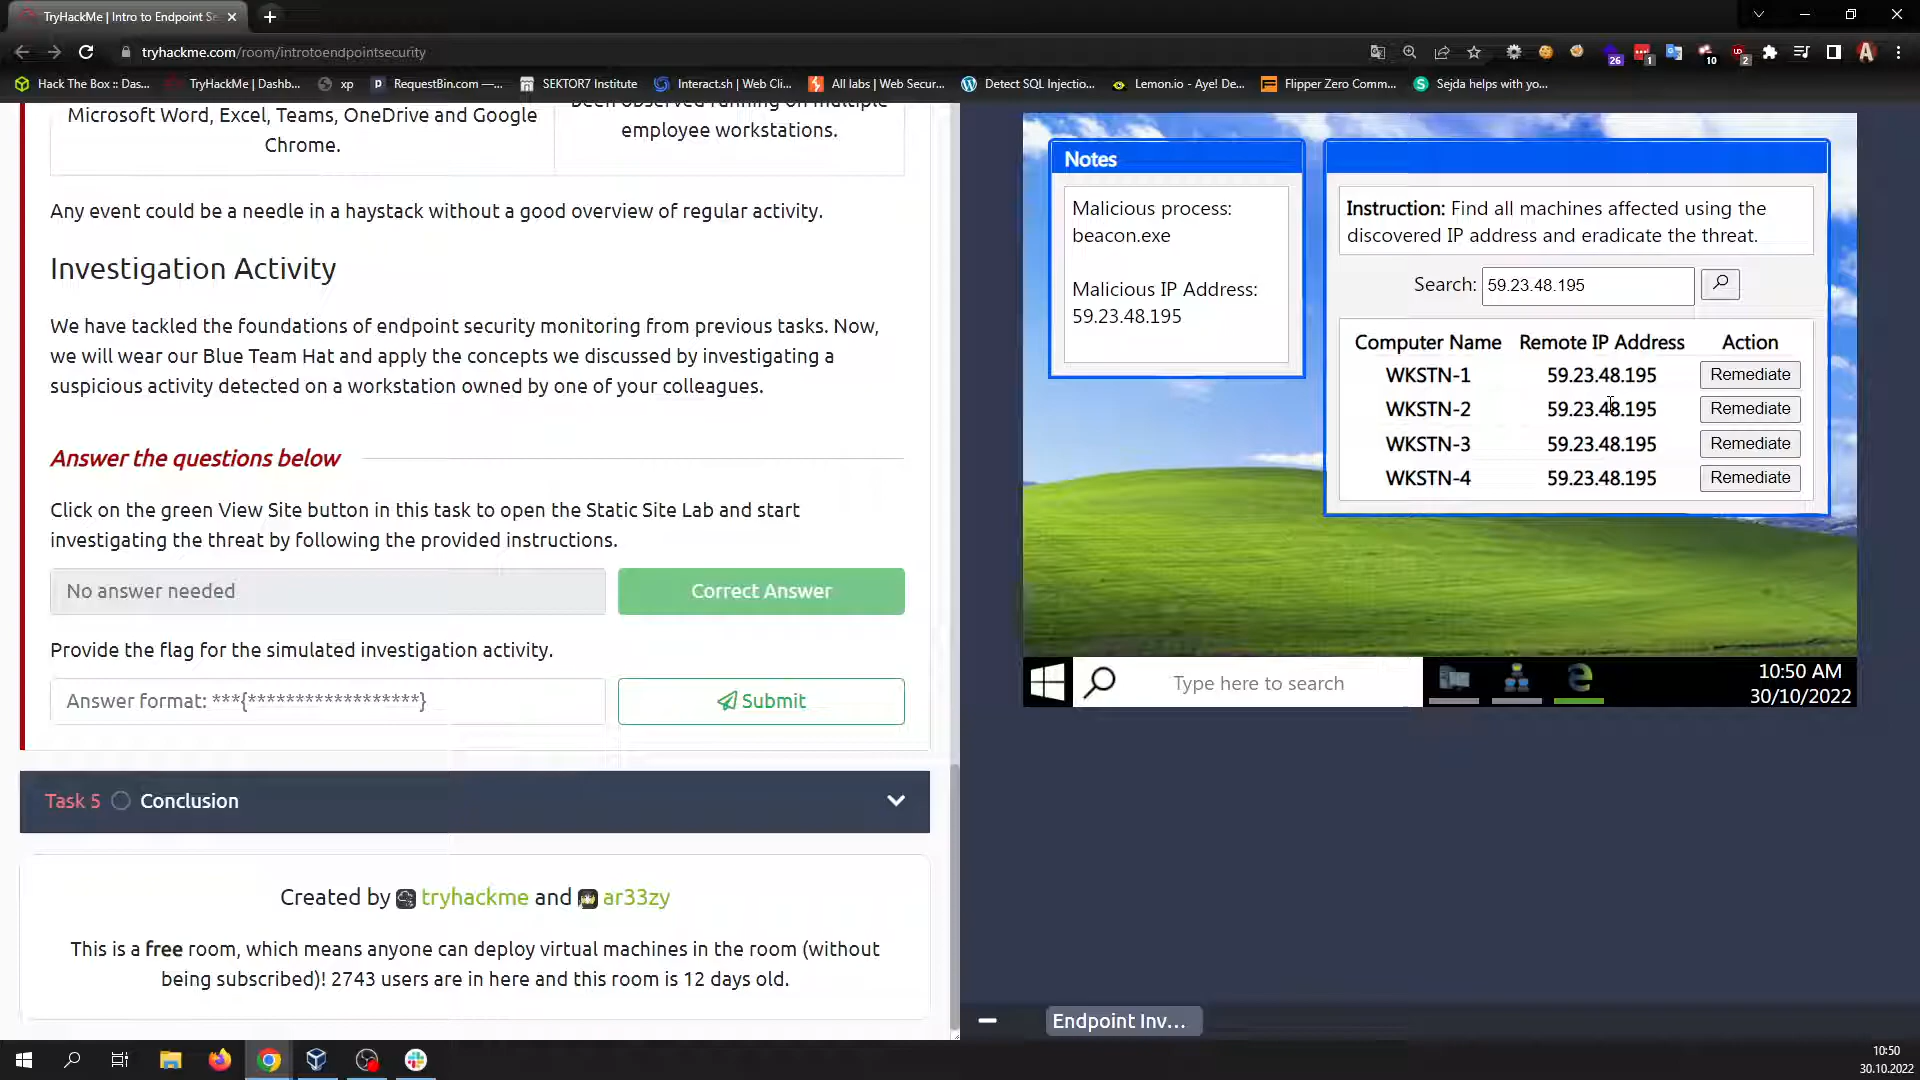 TryHackMe | Intro to Endpoint Se
tryhackme.com/room/introtoendpointsecurity
26
1
10
2
Hack The Box :: Das...
TryHackMe | Dashb...
xp
RequestBin.com —...
SEKTOR7 Institute
Interact.sh | Web Cli...
All labs | Web Secur...
Detect SQL Injectio...
Lemon.io - Aye! De...
Flipper Zero Comm...
Sejda helps with yo...
Microsoft Word, Excel, Teams, OneDrive and Google
Chrome.
been observed running on multiple
employee workstations.
Any event could be a needle in a haystack without a good overview of regular activity.
Investigation Activity
We have tackled the foundations of endpoint security monitoring from previous tasks. Now,
we will wear our Blue Team Hat and apply the concepts we discussed by investigating a
suspicious activity detected on a workstation owned by one of your colleagues.
Answer the questions below
Click on the green View Site button in this task to open the Static Site Lab and start
investigating the threat by following the provided instructions.
No answer needed
Correct Answer
Provide the flag for the simulated investigation activity.
Answer format: ***{******************}
Submit
Task 5
Conclusion
Created by tryhackme and ar33zy
This is a free room, which means anyone can deploy virtual machines in the room (without
being subscribed)! 2743 users are in here and this room is 12 days old.
Notes
Malicious process:
beacon.exe
Malicious IP Address:
59.23.48.195
Instruction: Find all machines affected using the
discovered IP address and eradicate the threat.
Search: 59.23.48.195
Computer Name Remote IP Address Action
WKSTN-1 59.23.48.195 Remediate
WKSTN-2 59.23.48.195 Remediate
WKSTN-3 59.23.48.195 Remediate
WKSTN-4 59.23.48.195 Remediate
Type here to search
10:50 AM
30/10/2022
Endpoint Inv...
10:50
30.10.2022